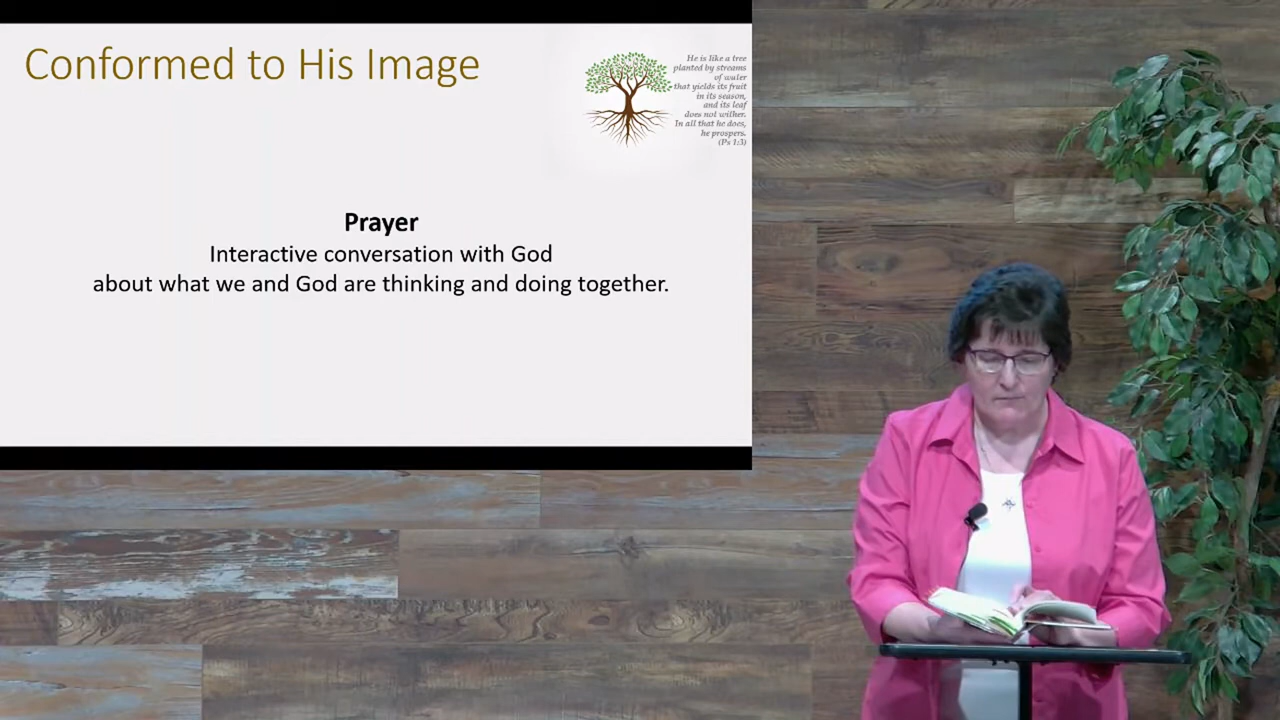 Conformed to His Image
He is like a tree
planted by streams
of water
that yields its fruit
in its season,
and its leaf
does not wither.
In all that he does,
he prospers.
(Ps 1:3)
Prayer
Interactive conversation with God
about what we and God are thinking and doing together.